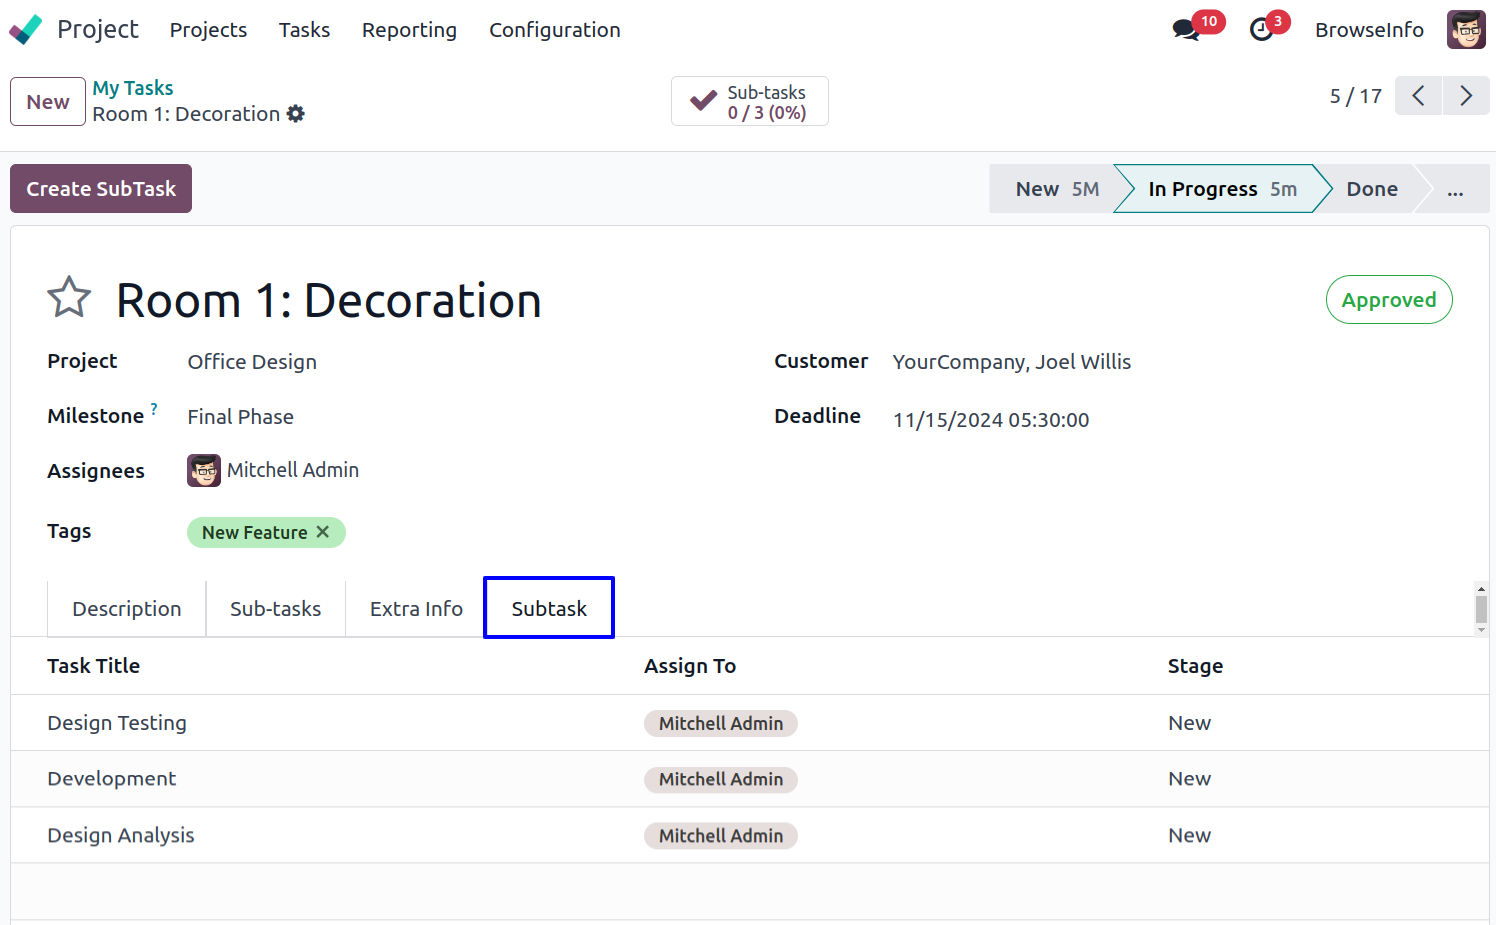 Project Projects Tasks Reporting Configuration 10 3 BrowseInfo
New My Tasks
Room 1: Decoration
Sub-tasks
0 / 3 (0%)
5 / 17
Create SubTask New 5M In Progress 5m Done ...
Room 1: Decoration Approved
Project Office Design Customer YourCompany, Joel Willis
Milestone ? Final Phase Deadline 11/15/2024 05:30:00
Assignees Mitchell Admin
Tags New Feature ✕
Description Sub-tasks Extra Info Subtask
Task Title Assign To Stage
Design Testing Mitchell Admin New
Development Mitchell Admin New
Design Analysis Mitchell Admin New